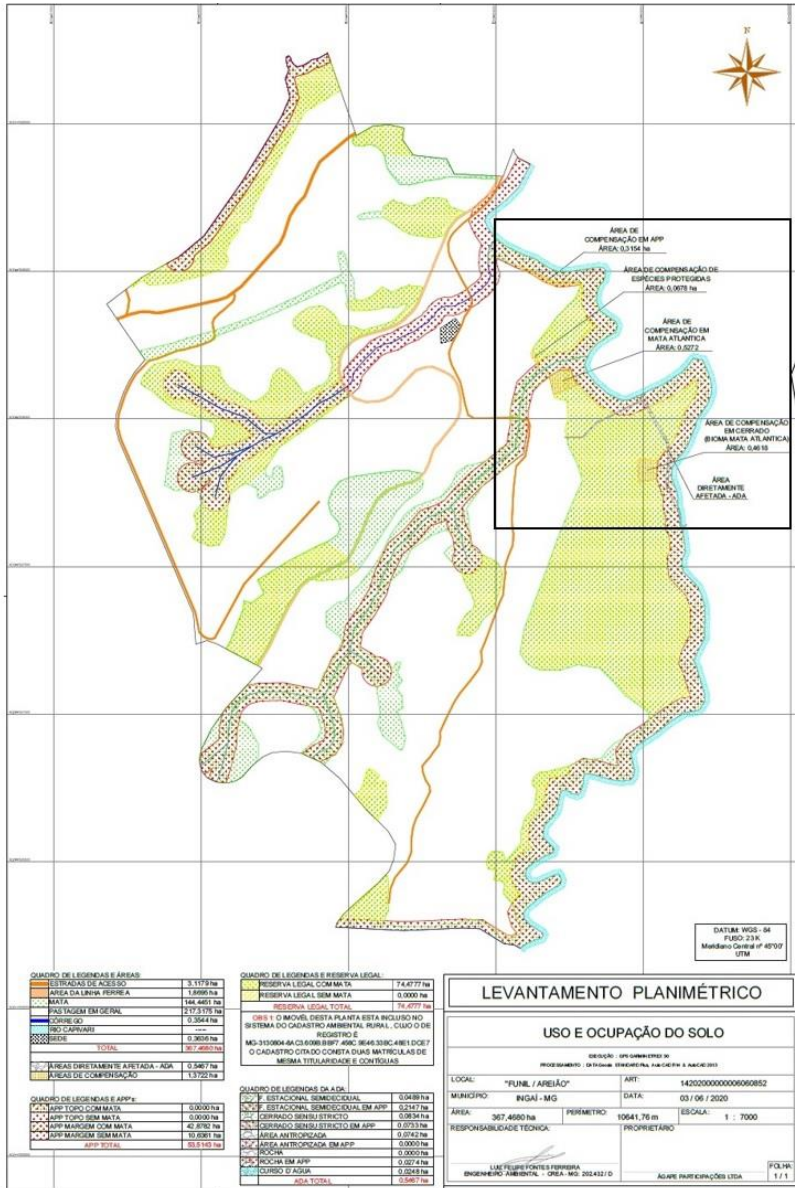 N
ÁREA DE
COMPENSAÇÃO EM APP
ÁREA: 0,3154 ha
ÁREA DE COMPENSAÇÃO DE
ESPÉCIES PROTEGIDAS
ÁREA: 0,0678 ha
ÁREA DE
COMPENSAÇÃO EM
MATA ATLANTICA
ÁREA: 0,5272
ÁREA DE COMPENSAÇÃO
EM CERRADO
(BIOMA MATA ATLANTICA)
ÁREA: 0,4618
ÁREA
DIRETAMENTE
AFETADA - ADA
DATUM: WGS - 84
FUSO: 23 K
Meridiano Central nº 45°00'
UTM
QUADRO DE LEGENDAS E ÁREAS
ESTRADAS DE ACESSO 3,1179 ha
ÁREA DA LINHA FERREA 1,8695 ha
MATA 144,4451 ha
PASTAGEM EM GERAL 217,3175 ha
CÓRREGO 0,3544 ha
RIO CAPIVARI ----
SEDE 0,3636 ha
TOTAL 367,4680 ha
ÁREAS DIRETAMENTE AFETADA - ADA 0,5467 ha
ÁREAS DE COMPENSAÇÃO 1,3722 ha
QUADRO DE LEGENDAS E APP's
APP TOPO COM MATA 0,0000 ha
APP TOPO SEM MATA 0,0000 ha
APP MARGEM COM MATA 42,8782 ha
APP MARGEM SEM MATA 10,6361 ha
APP TOTAL 53,5143 ha
QUADRO DE LEGENDAS E RESERVA LEGAL:
RESERVA LEGAL COM MATA 74,4777 ha
RESERVA LEGAL SEM MATA 0,0000 ha
RESERVA LEGAL TOTAL 74,4777 ha
OBS 1: O IMOVÉL DESTA PLANTA ESTA INCLUSO NO
SISTEMA DO CADASTRO AMBIENTAL RURAL, CUJO O DE
REGISTRO É
O CADASTRO CITADO CONSTA DUAS MATRICULAS DE
MESMA TITULARIDADE E CONTÍGUAS
QUADRO DE LEGENDAS DA ADA:
F. ESTACIONAL SEMIDECIDUAL 0,0489 ha
F. ESTACIONAL SEMIDECIDUAL EM APP 0,2147 ha
CERRADO SENSU STRICTO 0,0834 ha
CERRADO SENSU STRICTO EM APP 0,0733 ha
ÁREA ANTROPIZADA 0,0742 ha
ÁREA ANTROPIZADA EM APP 0,0000 ha
ROCHA 0,0000 ha
ROCHA EM APP 0,0274 ha
CURSO D'ÁGUA 0,0248 ha
ADA TOTAL 0,5467 ha
LEVANTAMENTO PLANIMÉTRICO
USO E OCUPAÇÃO DO SOLO
LOCAL: "FUNIL / AREIÃO" ART: 14202000000006060852
MUNICÍPIO: INGAÍ - MG DATA: 03 / 06 / 2020
ÁREA: 367,4680 ha PERÍMETRO: 10641,76 m ESCALA: 1 : 7000
RESPONSABILIDADE TÉCNICA: PROPRIETÁRIO
LUIZ FELIPE FONTES FERREIRA
ENGENHEIRO AMBIENTAL - CREA - MG: 202.432 / D
ÁGAPE PARTICIPAÇÕES LTDA
FOLHA:
1 / 1